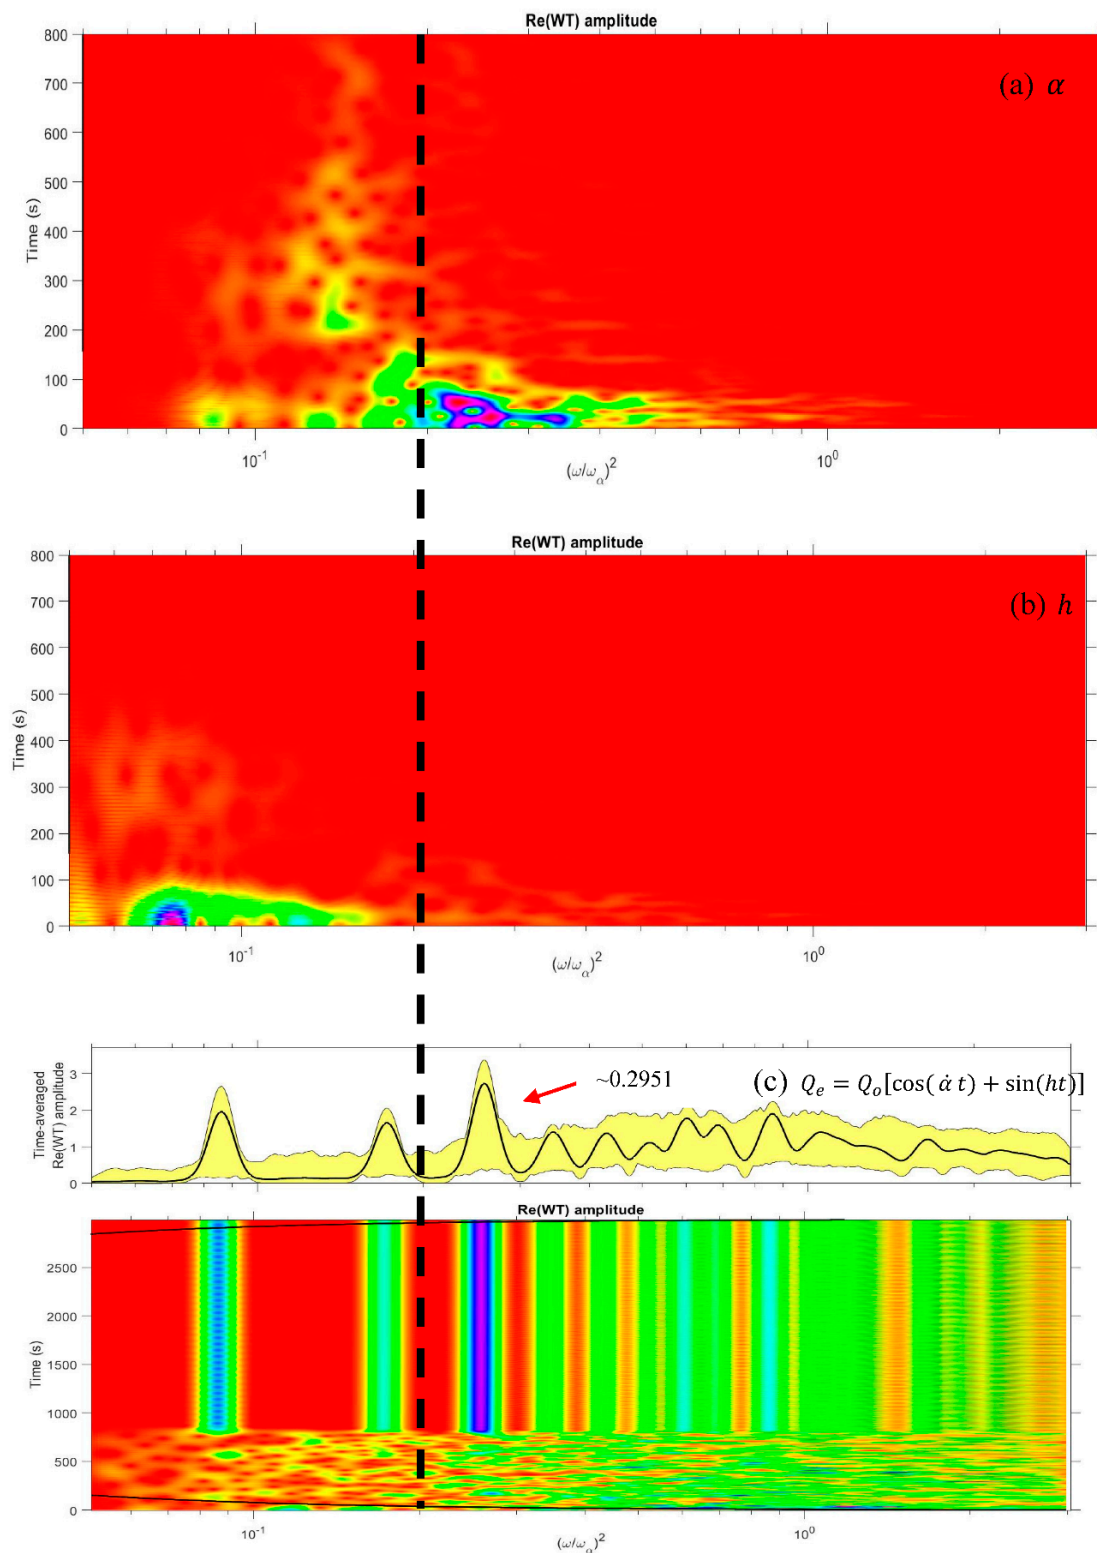 Re(WT) amplitude
(a) α
800
700
600
500
400
300
200
100
0
Time (s)
10⁻¹
10⁰
(ω/ω_α)²
Re(WT) amplitude
(b) h
800
700
600
500
400
300
200
100
0
Time (s)
10⁻¹
10⁰
(ω/ω_α)²
3
2
1
0
Time-averaged
Re(WT) amplitude
~0.2951
(c) Q_e = Q_o[cos(α̇ t) + sin(ht)]
Re(WT) amplitude
2500
2000
1500
1000
500
0
Time (s)
10⁻¹
10⁰
(ω/ω_α)²